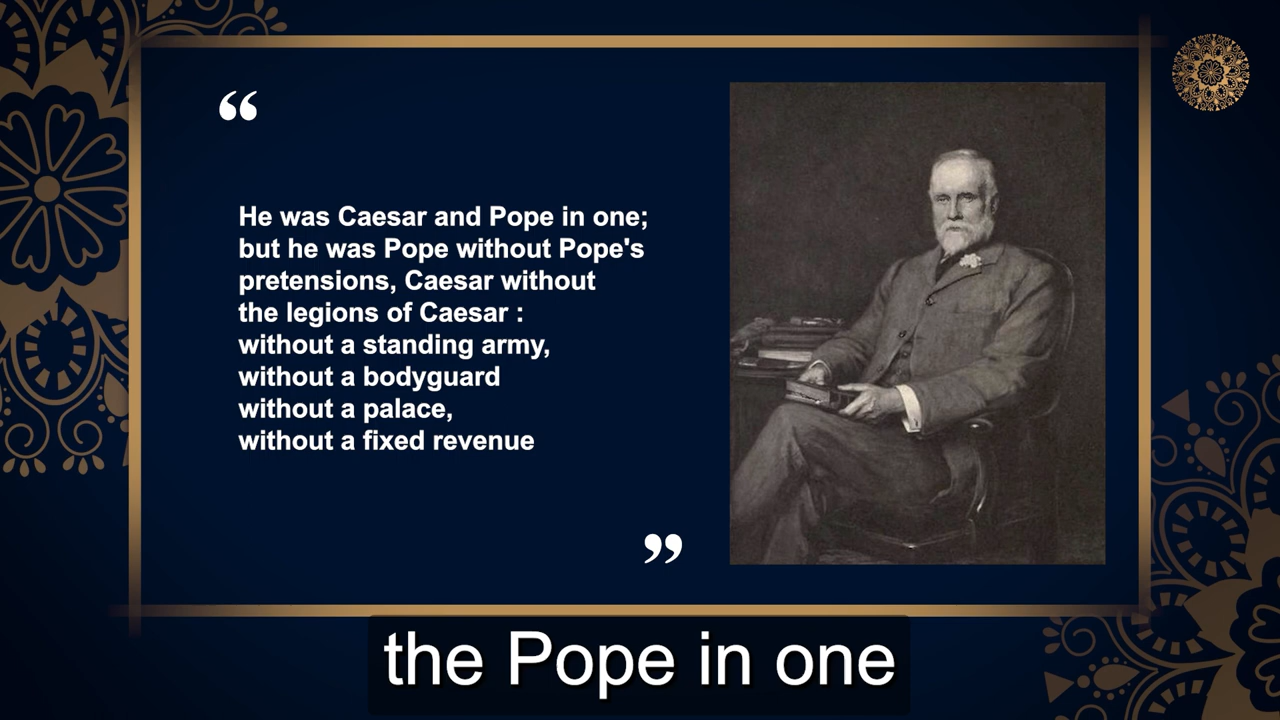 “
He was Caesar and Pope in one;
but he was Pope without Pope's
pretensions, Caesar without
the legions of Caesar :
without a standing army,
without a bodyguard
without a palace,
without a fixed revenue
”
the Pope in one